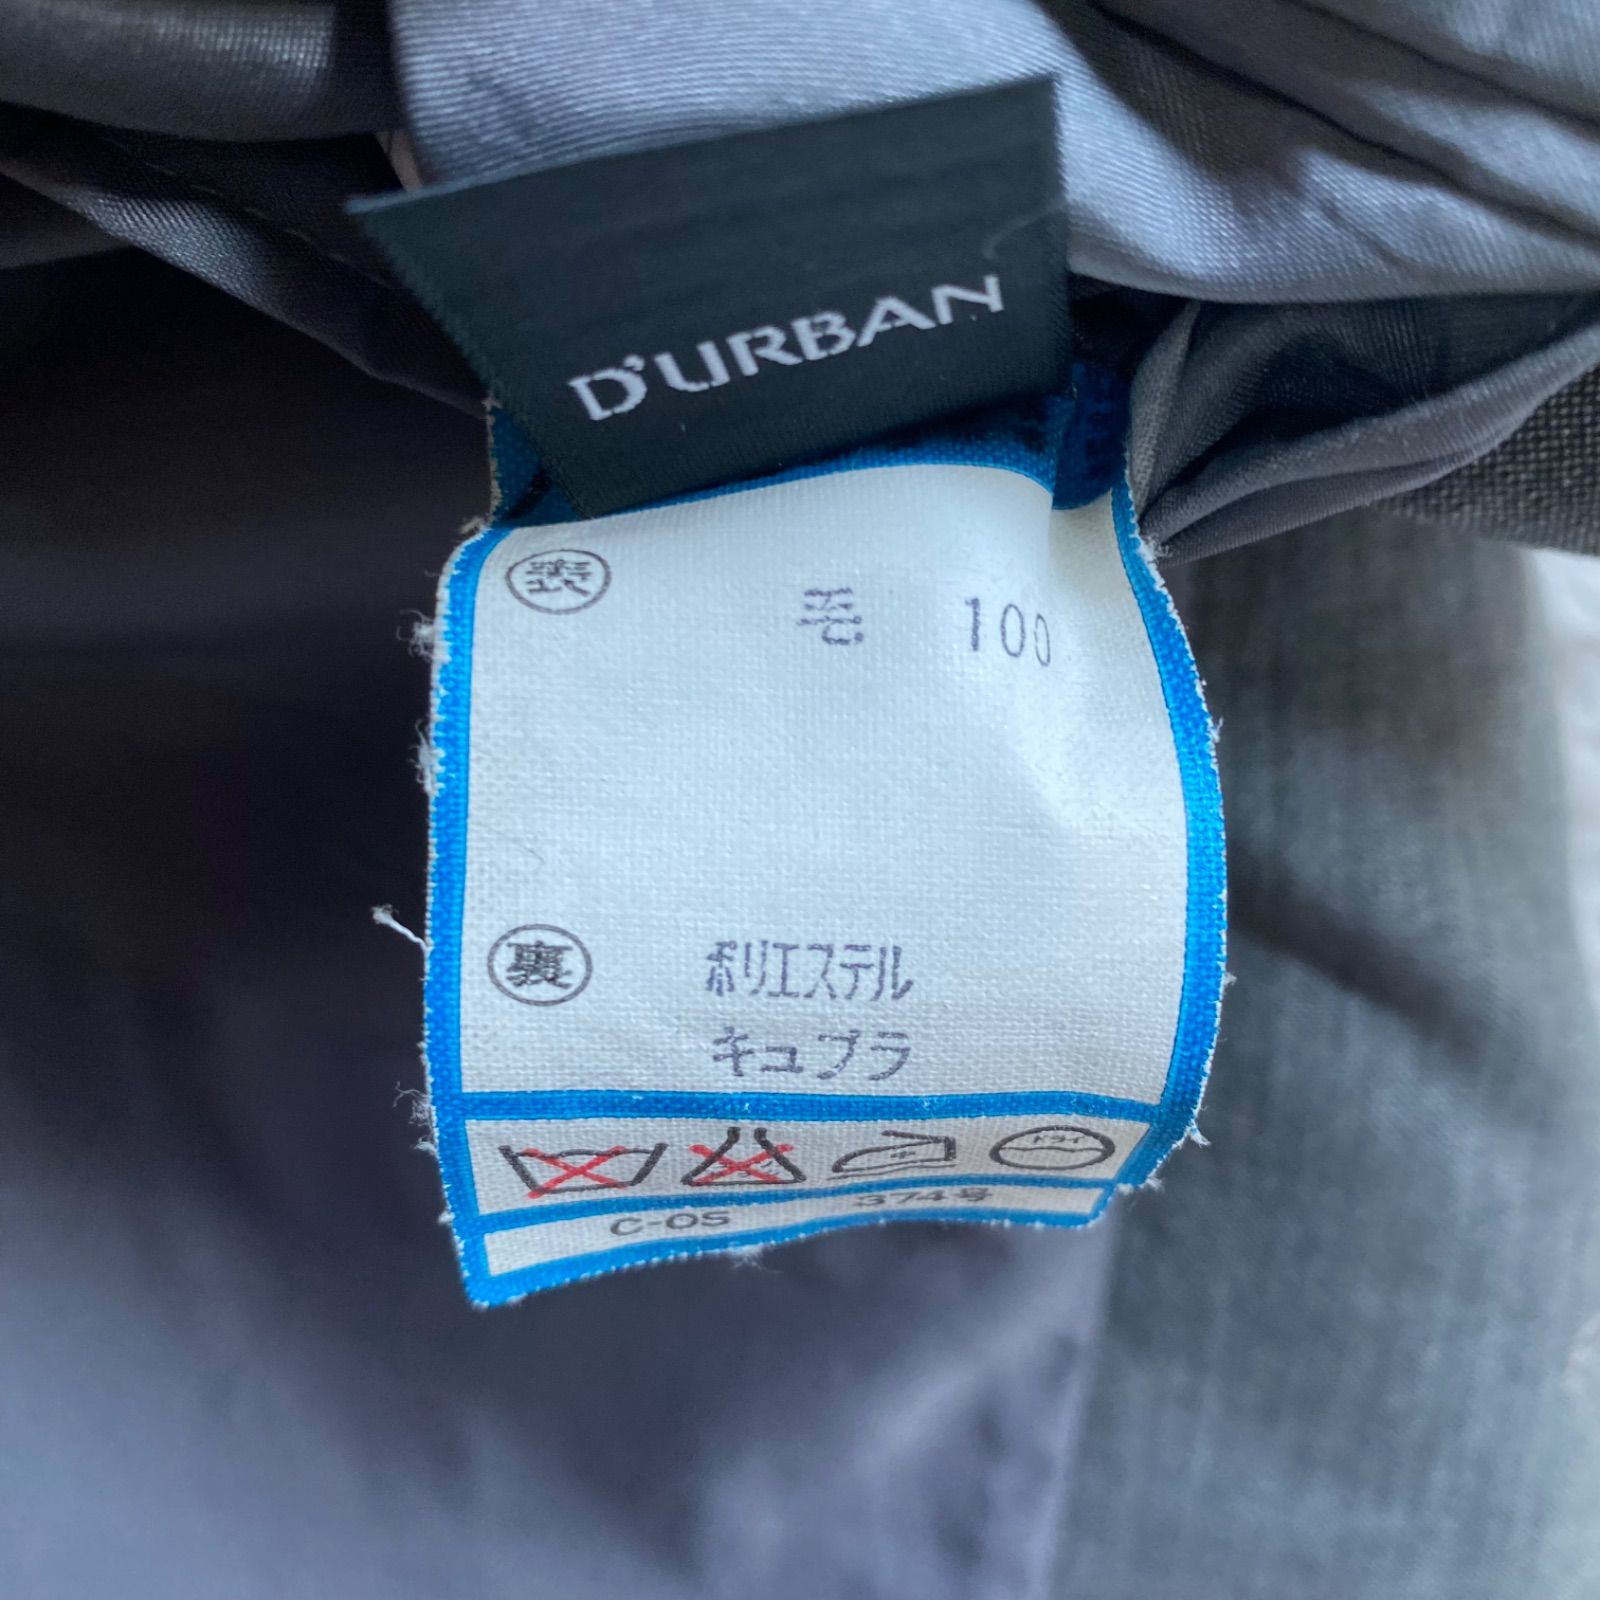 D'URBAN
表 毛 100
裏 ポリエステル
キュプラ
ドライ
C-05 374号